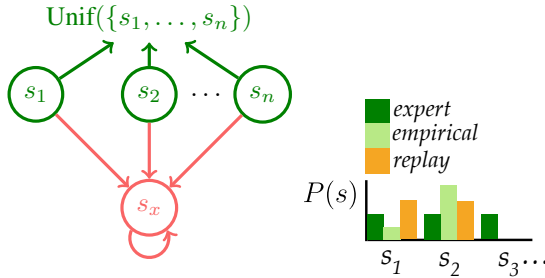 Unif({s₁, . . . , sₙ})
s₁ s₂ · · · sₙ
sₓ
expert
empirical
replay
P(s)
s₁ s₂ s₃...